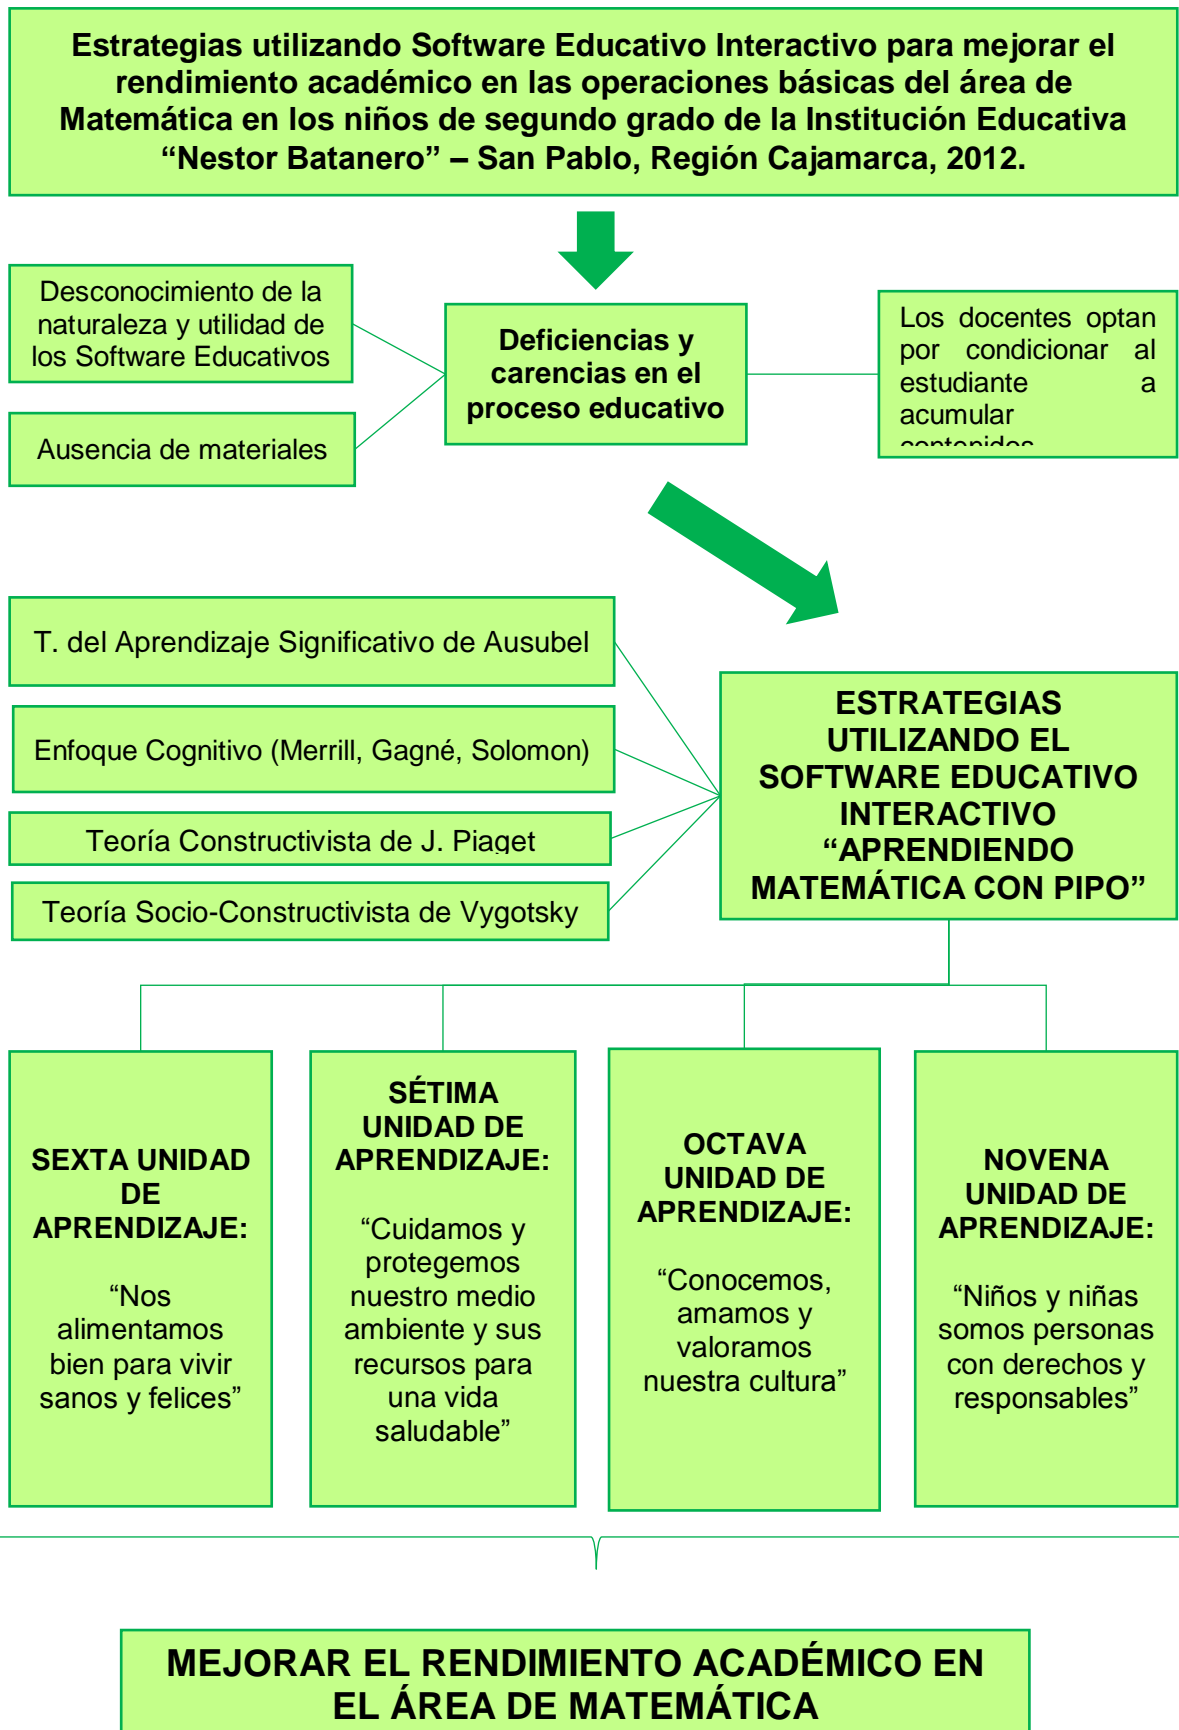 Estrategias utilizando Software Educativo Interactivo para mejorar el
rendimiento académico en las operaciones básicas del área de
Matemática en los niños de segundo grado de la Institución Educativa
“Nestor Batanero” – San Pablo, Región Cajamarca, 2012.
Desconocimiento de la
naturaleza y utilidad de
los Software Educativos
Ausencia de materiales
Deficiencias y
carencias en el
proceso educativo
Los docentes optan
por condicionar al
estudiante a
acumular
contenidos
T. del Aprendizaje Significativo de Ausubel
Enfoque Cognitivo (Merrill, Gagné, Solomon)
Teoría Constructivista de J. Piaget
Teoría Socio-Constructivista de Vygotsky
ESTRATEGIAS
UTILIZANDO EL
SOFTWARE EDUCATIVO
INTERACTIVO
“APRENDIENDO
MATEMÁTICA CON PIPO”
SEXTA UNIDAD
DE
APRENDIZAJE:
“Nos
alimentamos
bien para vivir
sanos y felices”
SÉTIMA
UNIDAD DE
APRENDIZAJE:
“Cuidamos y
protegemos
nuestro medio
ambiente y sus
recursos para
una vida
saludable”
OCTAVA
UNIDAD DE
APRENDIZAJE:
“Conocemos,
amamos y
valoramos
nuestra cultura”
NOVENA
UNIDAD DE
APRENDIZAJE:
“Niños y niñas
somos personas
con derechos y
responsables”
MEJORAR EL RENDIMIENTO ACADÉMICO EN
EL ÁREA DE MATEMÁTICA